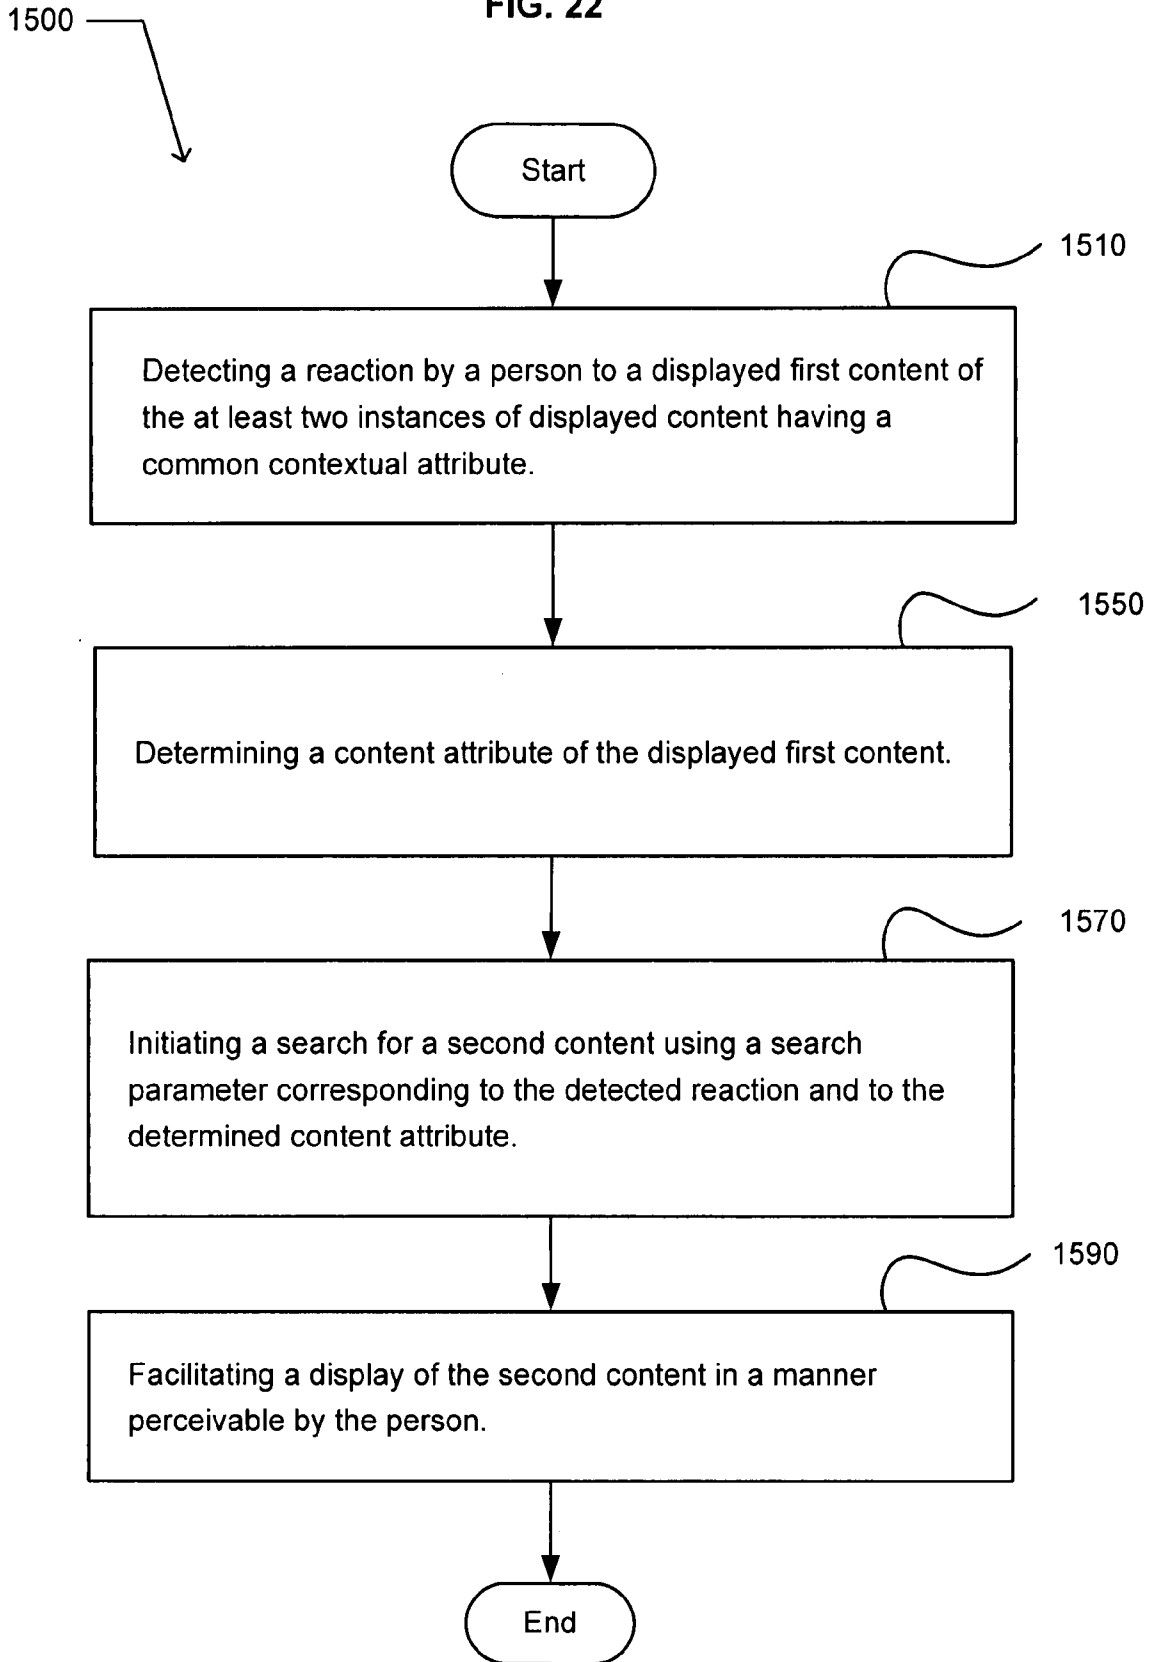 FIG. 22
1500
Start
1510
Detecting a reaction by a person to a displayed first content of
the at least two instances of displayed content having a
common contextual attribute.
1550
Determining a content attribute of the displayed first content.
1570
Initiating a search for a second content using a search
parameter corresponding to the detected reaction and to the
determined content attribute.
1590
Facilitating a display of the second content in a manner
perceivable by the person.
End